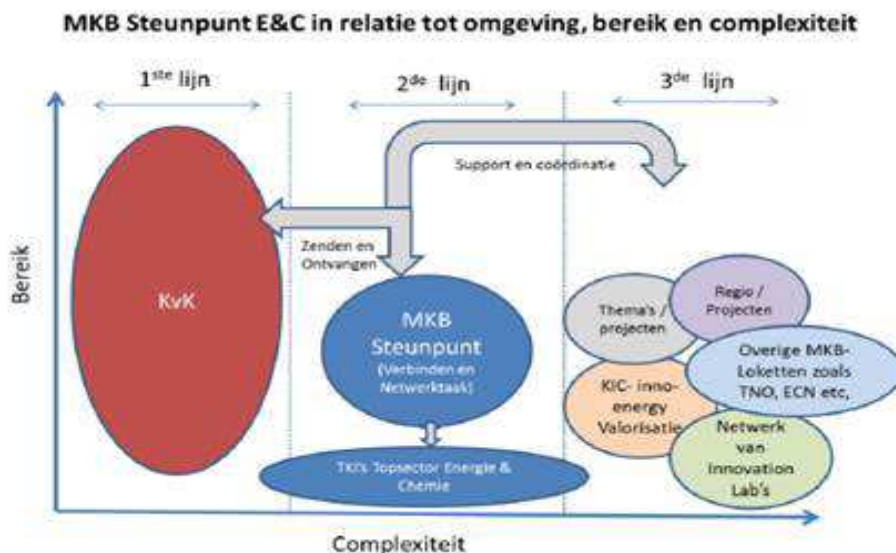 MKB Steunpunt E&C in relatie tot omgeving, bereik en complexiteit
1ste lijn
2de lijn
3de lijn
Support en coördinatie
Zenden en
Ontvangen
Bereik
KvK
MKB
Steunpunt
(Verbinden en
Netwerktaak)
TKI's Topsector Energie &
Chemie
Thema's /
projecten
Regio /
Projecten
Overige MKB-
Loketten zoals
TNO, ECN etc,
KIC- inno-
energy
Valorisatie
Netwerk
van
Innovation
Lab's
Complexiteit